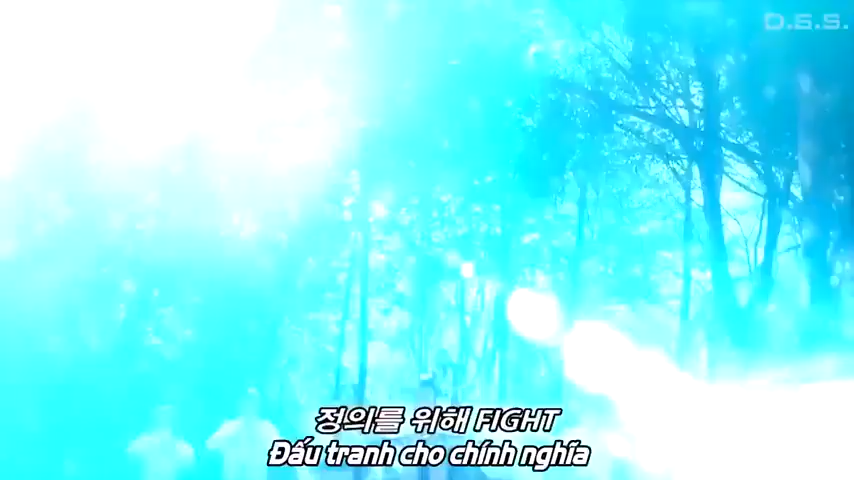 D.S.S.
정의를 위해 FIGHT
Đấu tranh cho chính nghĩa